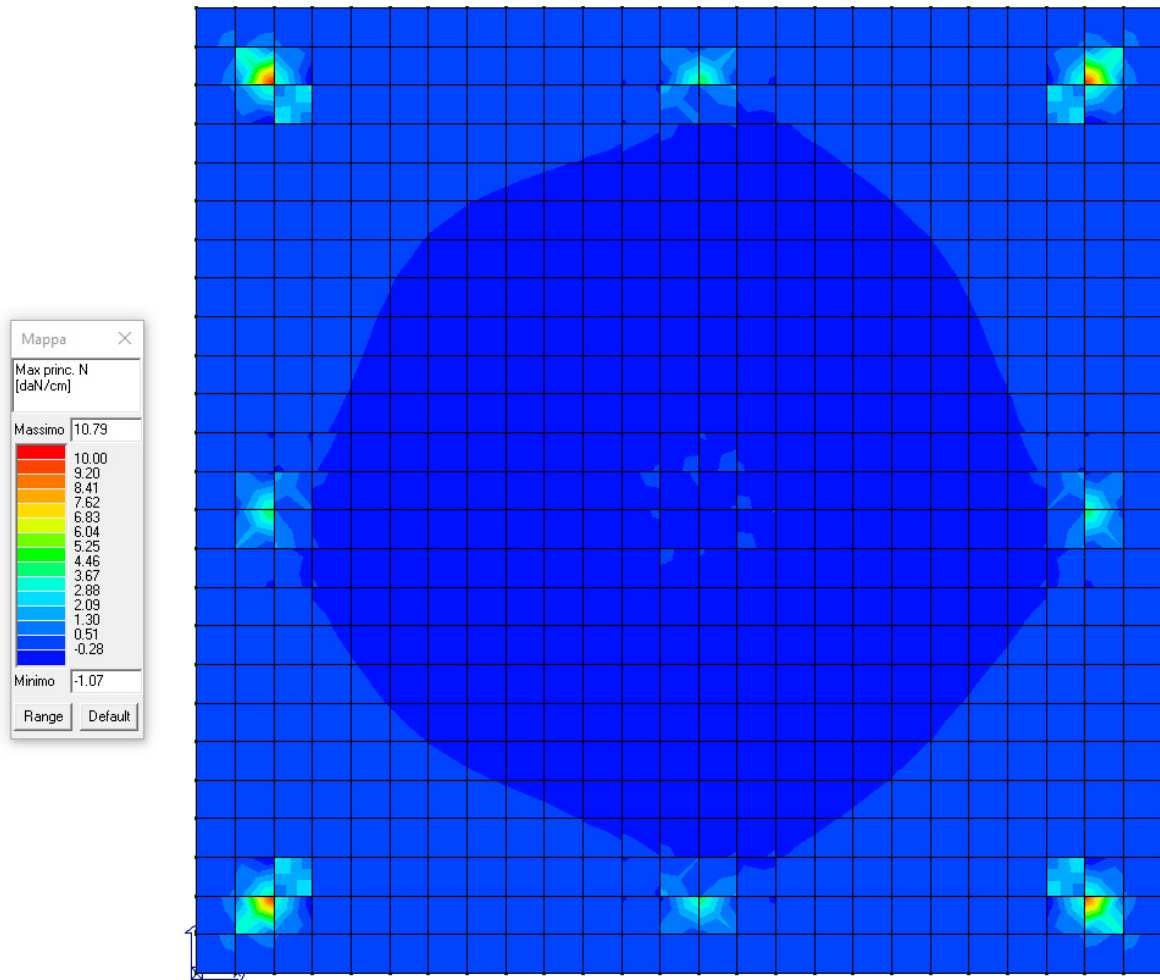 Mappa
Max princ. N
[daN/cm]
Massimo 10.79
10.00
9.20
8.41
7.62
6.83
6.04
5.25
4.46
3.67
2.88
2.09
1.30
0.51
-0.28
Minimo -1.07
Range Default